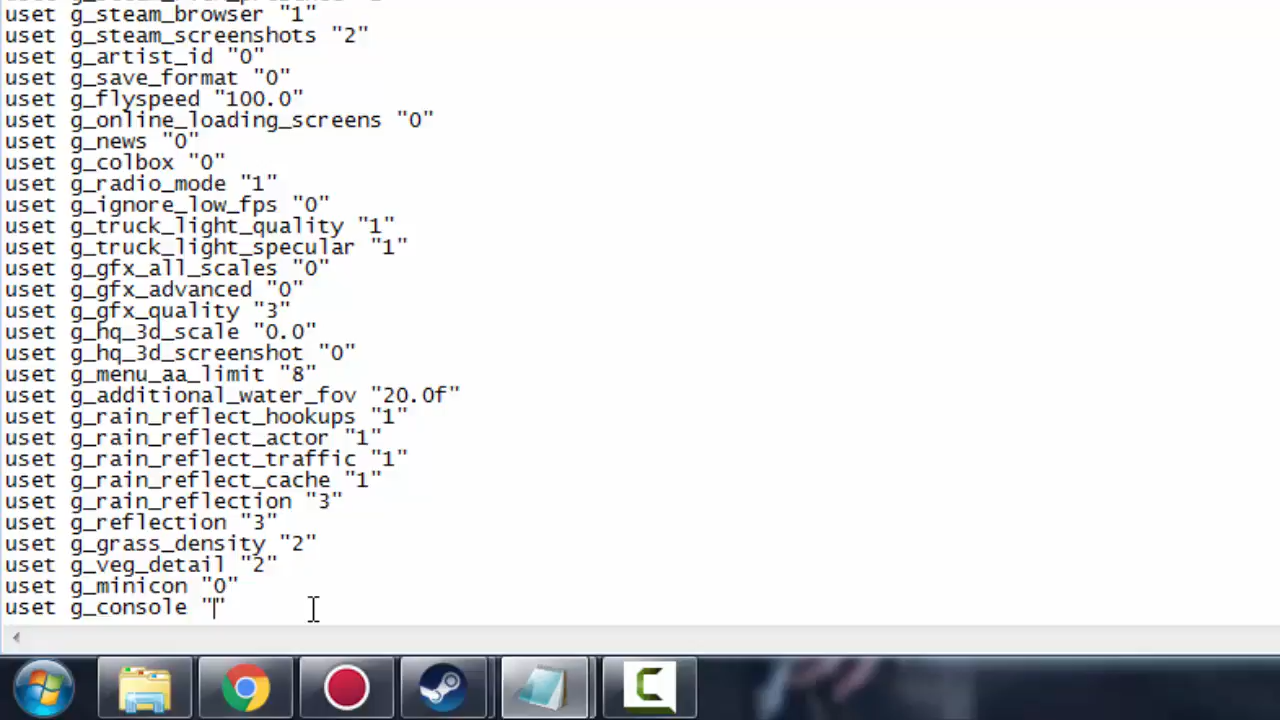 uset g_steam_browser "1"
uset g_steam_screenshots "2"
uset g_artist_id "0"
uset g_save_format "0"
uset g_flyspeed "100.0"
uset g_online_loading_screens "0"
uset g_news "0"
uset g_colbox "0"
uset g_radio_mode "1"
uset g_ignore_low_fps "0"
uset g_truck_light_quality "1"
uset g_truck_light_specular "1"
uset g_gfx_all_scales "0"
uset g_gfx_advanced "0"
uset g_gfx_quality "3"
uset g_hq_3d_scale "0.0"
uset g_hq_3d_screenshot "0"
uset g_menu_aa_limit "8"
uset g_additional_water_fov "20.0f"
uset g_rain_reflect_hookups "1"
uset g_rain_reflect_actor "1"
uset g_rain_reflect_traffic "1"
uset g_rain_reflect_cache "1"
uset g_rain_reflection "3"
uset g_reflection "3"
uset g_grass_density "2"
uset g_veg_detail "2"
uset g_minicon "0"
uset g_console ""